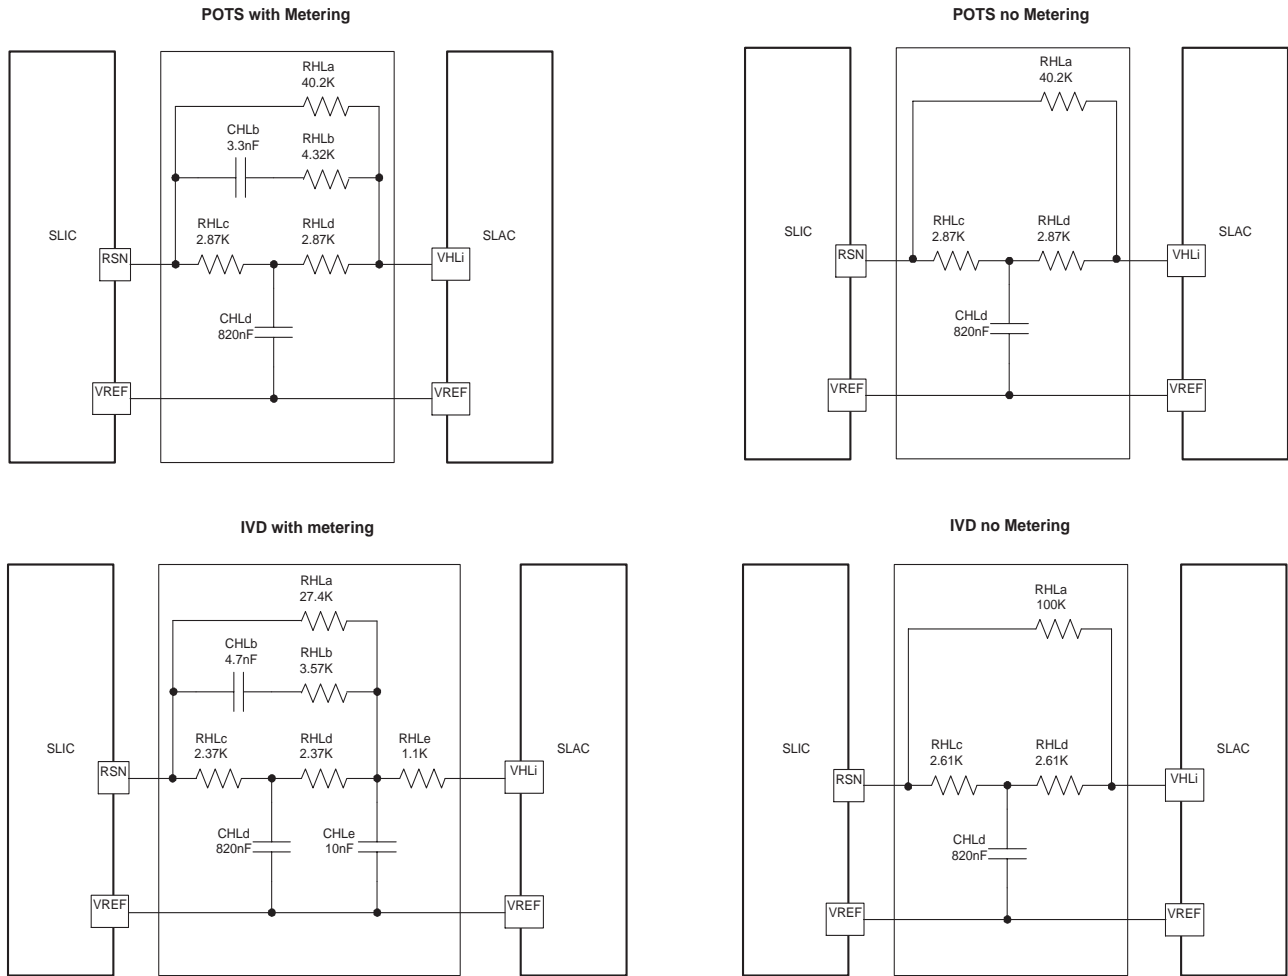 POTS with Metering
RHLa
40.2K
CHLb
3.3nF
RHLb
4.32K
SLIC
RHLc
2.87K
RHLd
2.87K
SLAC
RSN
VHLi
CHLd
820nF
VREF
VREF
POTS no Metering
RHLa
40.2K
SLIC
RHLc
2.87K
RHLd
2.87K
SLAC
RSN
VHLi
CHLd
820nF
VREF
VREF
IVD with metering
RHLa
27.4K
CHLb
4.7nF
RHLb
3.57K
SLIC
RHLc
2.37K
RHLd
2.37K
RHLe
1.1K
SLAC
RSN
VHLi
CHLd
820nF
CHLe
10nF
VREF
VREF
IVD no Metering
RHLa
100K
SLIC
RHLc
2.61K
RHLd
2.61K
SLAC
RSN
VHLi
CHLd
820nF
VREF
VREF